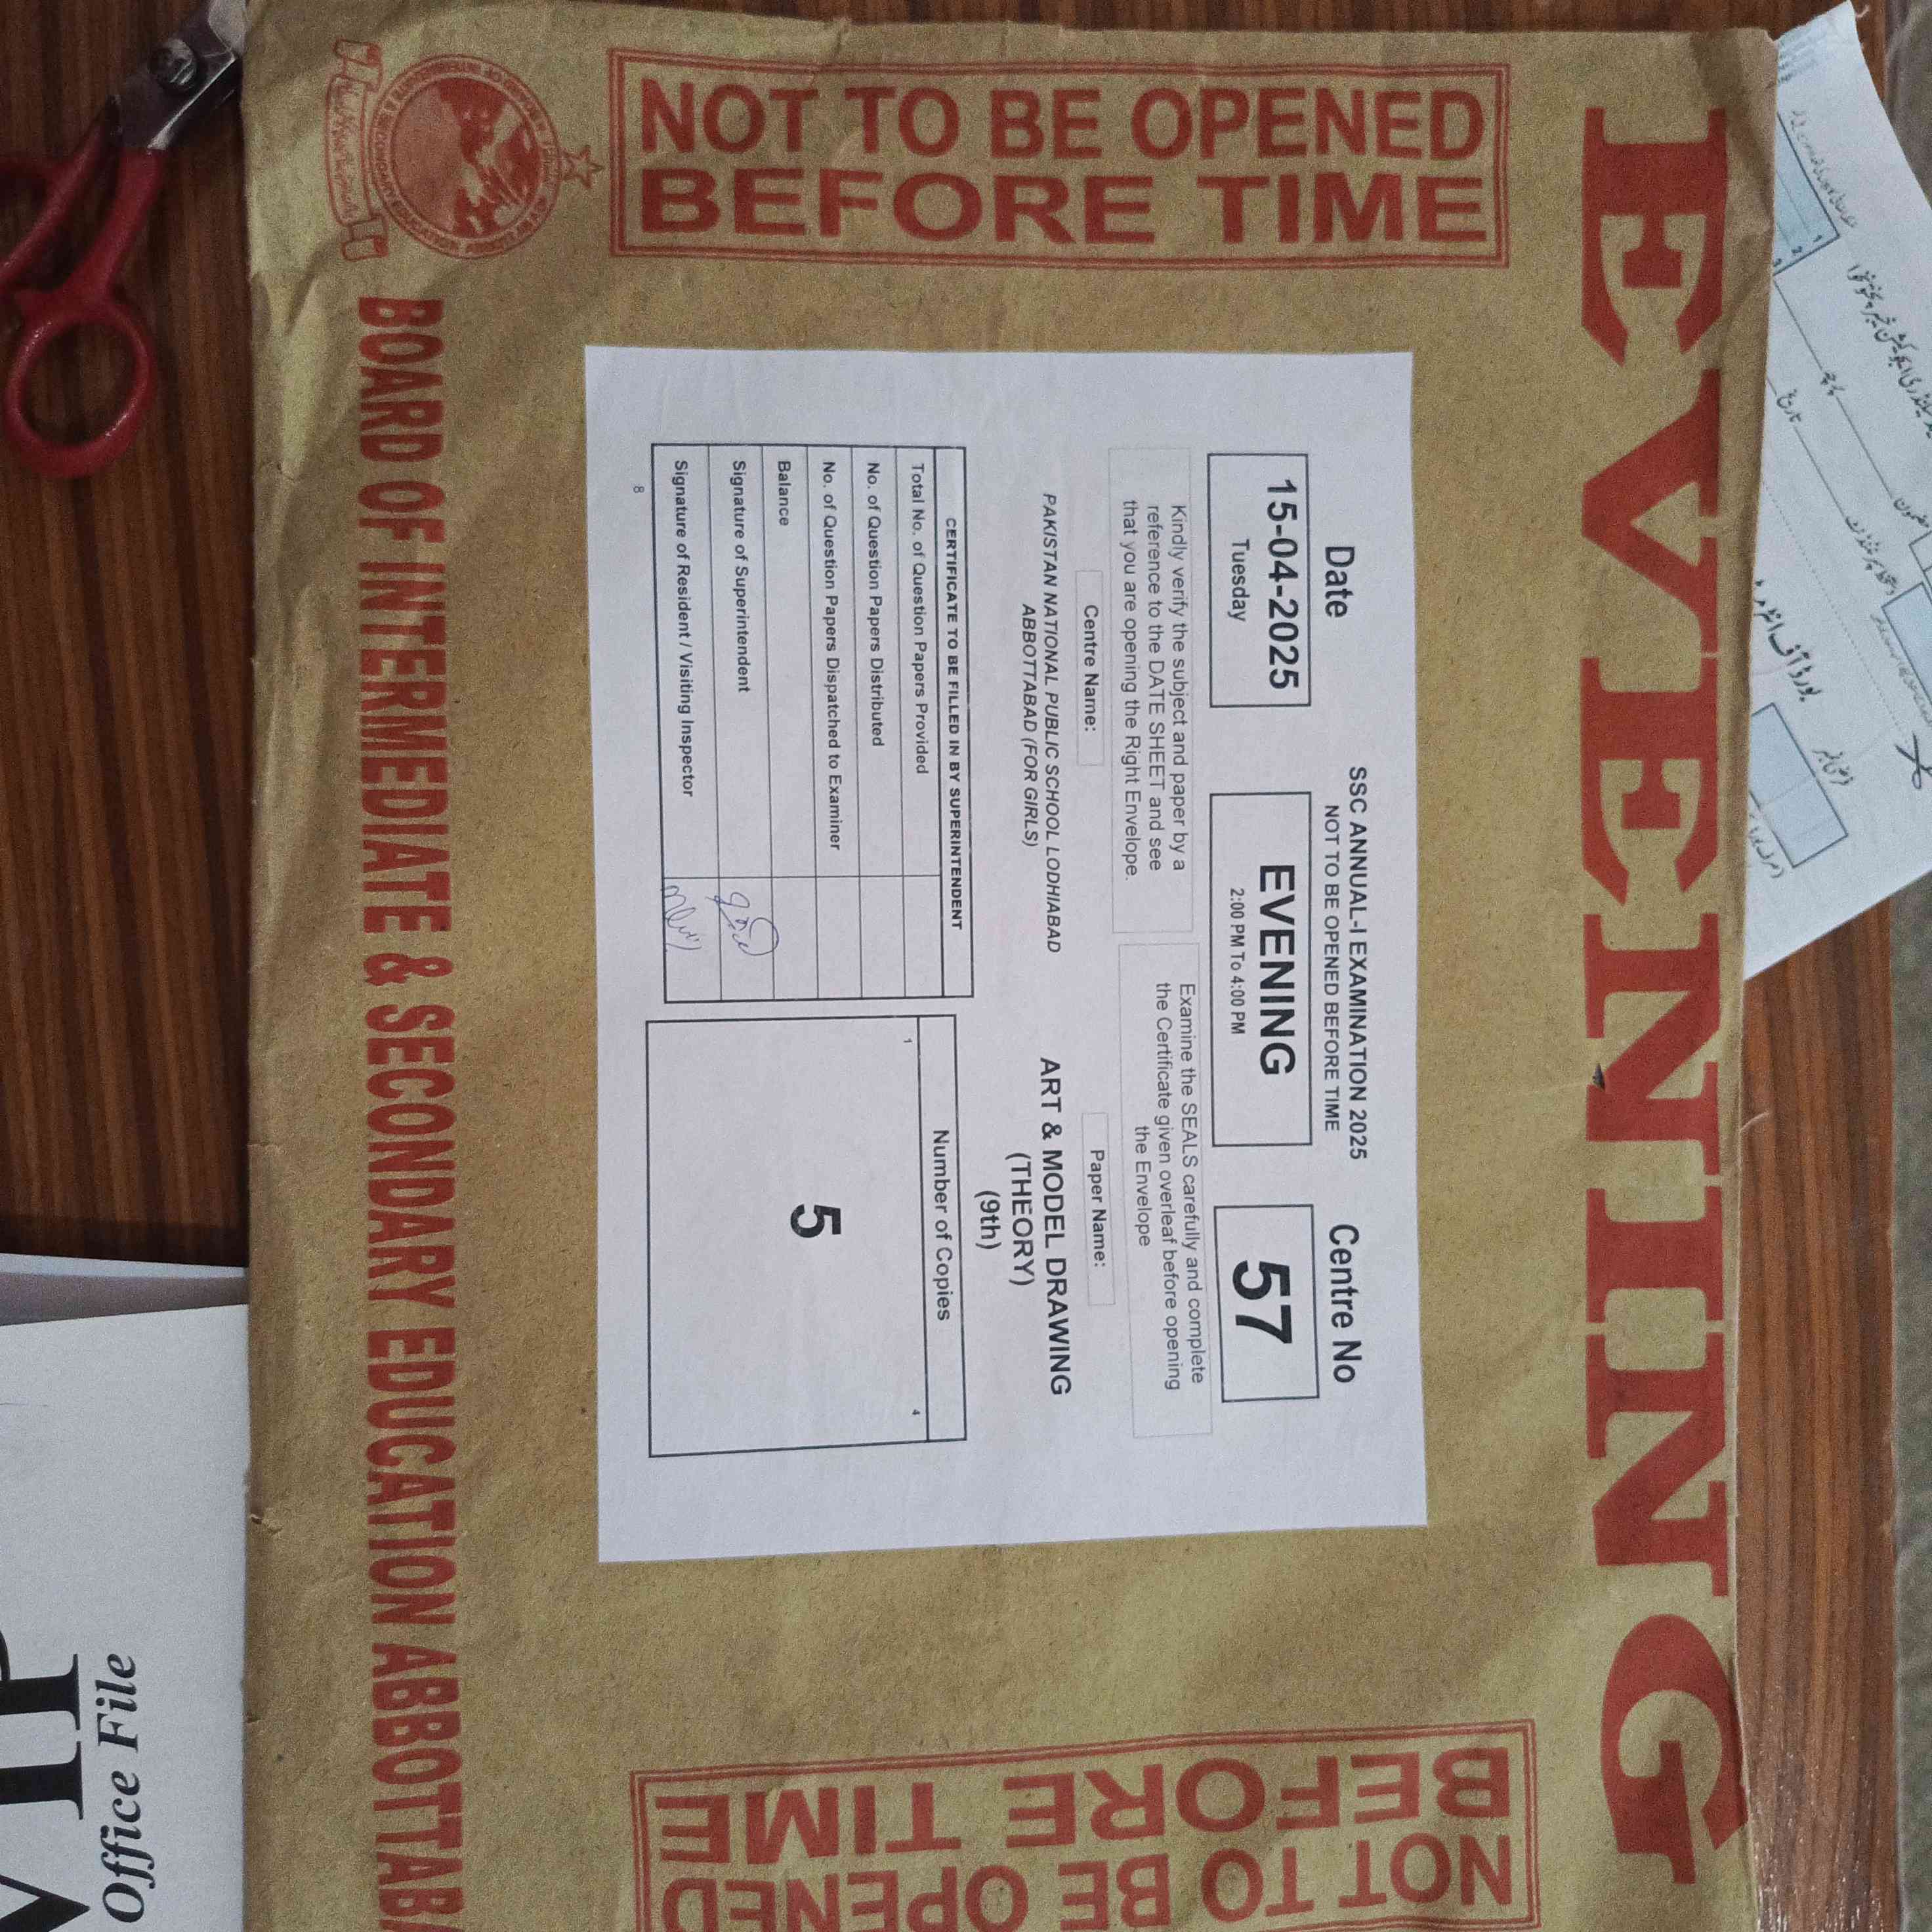 EVENING
NOT TO BE OPENED
BEFORE TIME
Date
15-04-2025
Tuesday
SSC ANNUAL-I EXAMINATION 2025
NOT TO BE OPENED BEFORE TIME
EVENING
2:00 PM To 4:00 PM
Centre No
57
Kindly verify the subject and paper by a
reference to the DATE SHEET and see
that you are opening the Right Envelope.
Examine the SEALS carefully and complete
the Certificate given overleaf before opening
the Envelope
Centre Name:
PAKISTAN NATIONAL PUBLIC SCHOOL LODHIABAD
ABBOTTABAD (FOR GIRLS)
Paper Name:
ART & MODEL DRAWING
(THEORY)
(9th)
CERTIFICATE TO BE FILLED IN BY SUPERINTENDENT
Total No. of Question Papers Provided
No. of Question Papers Distributed
No. of Question Papers Dispatched to Examiner
Balance
Signature of Superintendent
Signature of Resident / Visiting Inspector
8
Number of Copies
1
4
5
NOT TO BE OPENED
BEFORE TIME
BOARD OF INTERMEDIATE & SECONDARY EDUCATION ABBOTTABA
VIP
Office File